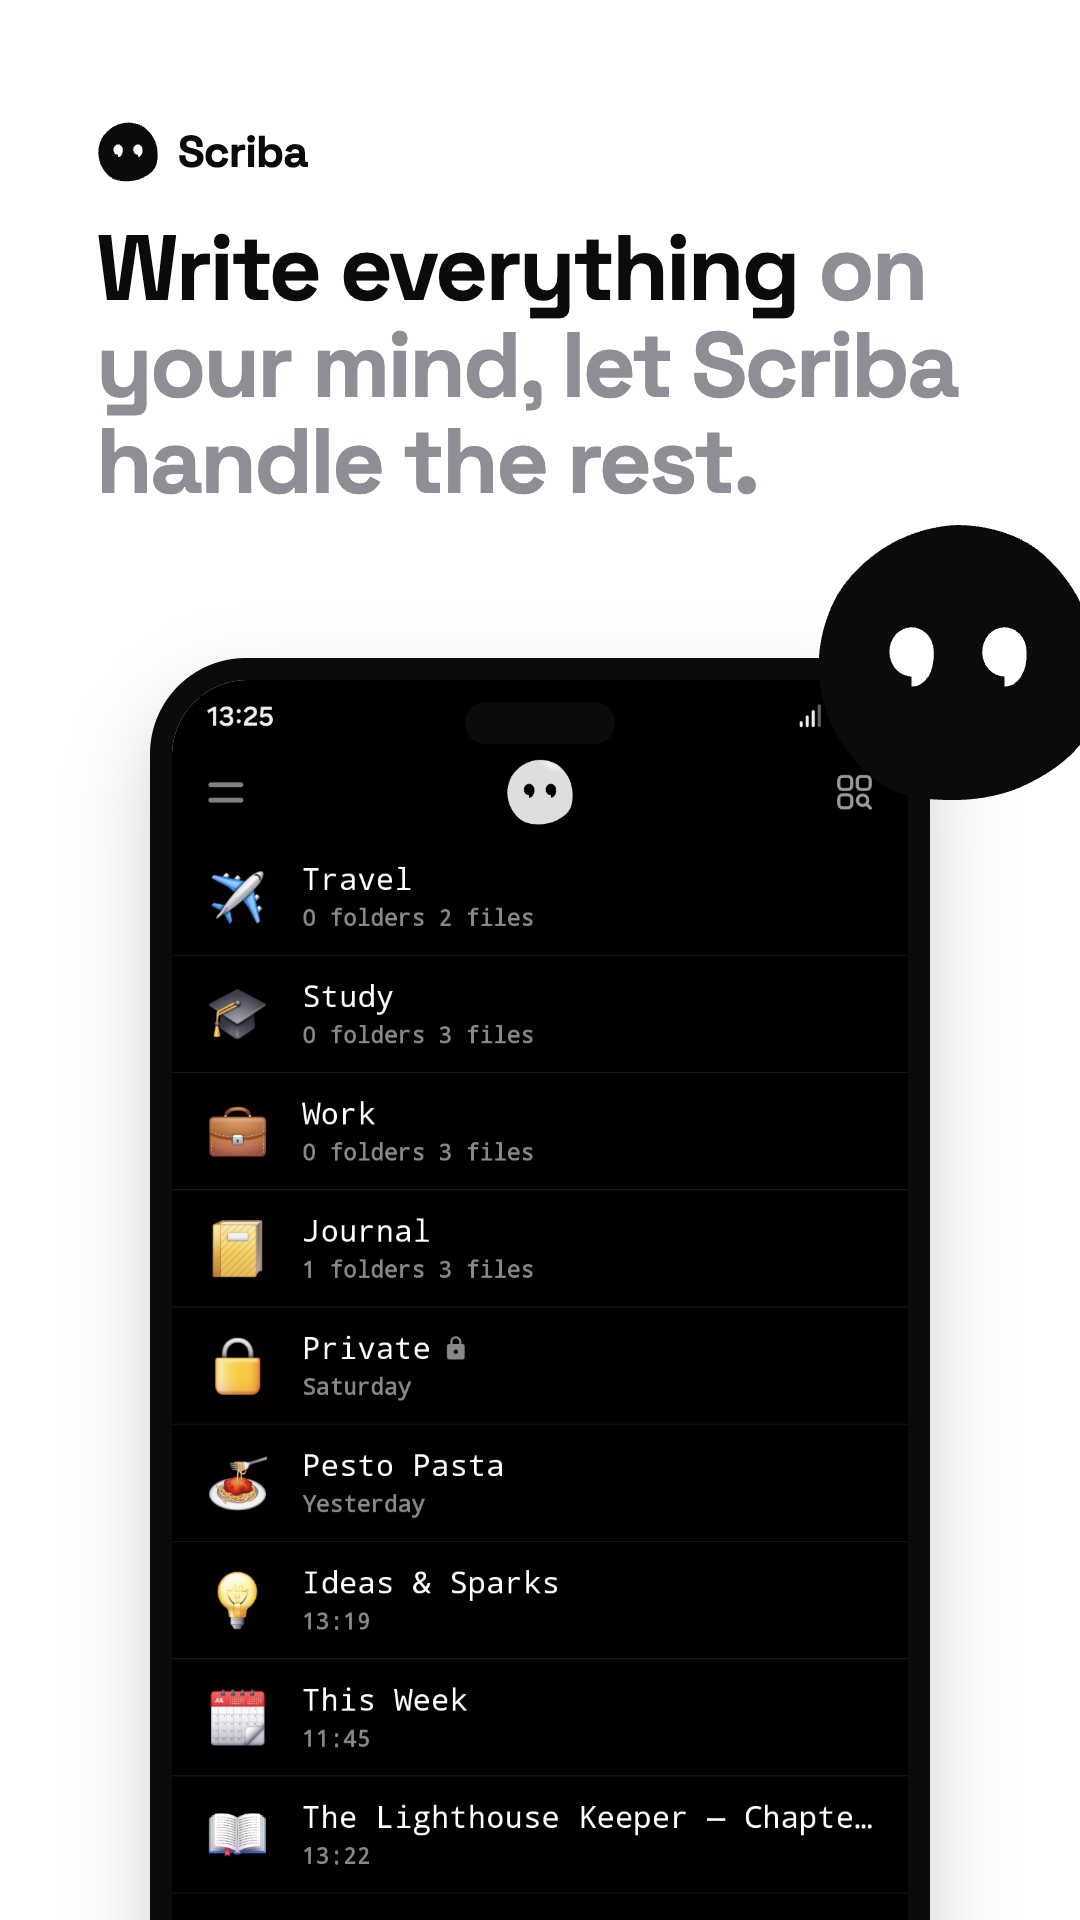 Scriba
Write everything on
your mind, let Scriba
handle the rest.
13:25
Travel
0 folders 2 files
Study
0 folders 3 files
Work
0 folders 3 files
Journal
1 folders 3 files
Private
Saturday
Pesto Pasta
Yesterday
Ideas & Sparks
13:19
JUL
This Week
11:45
The Lighthouse Keeper — Chapte…
13:22